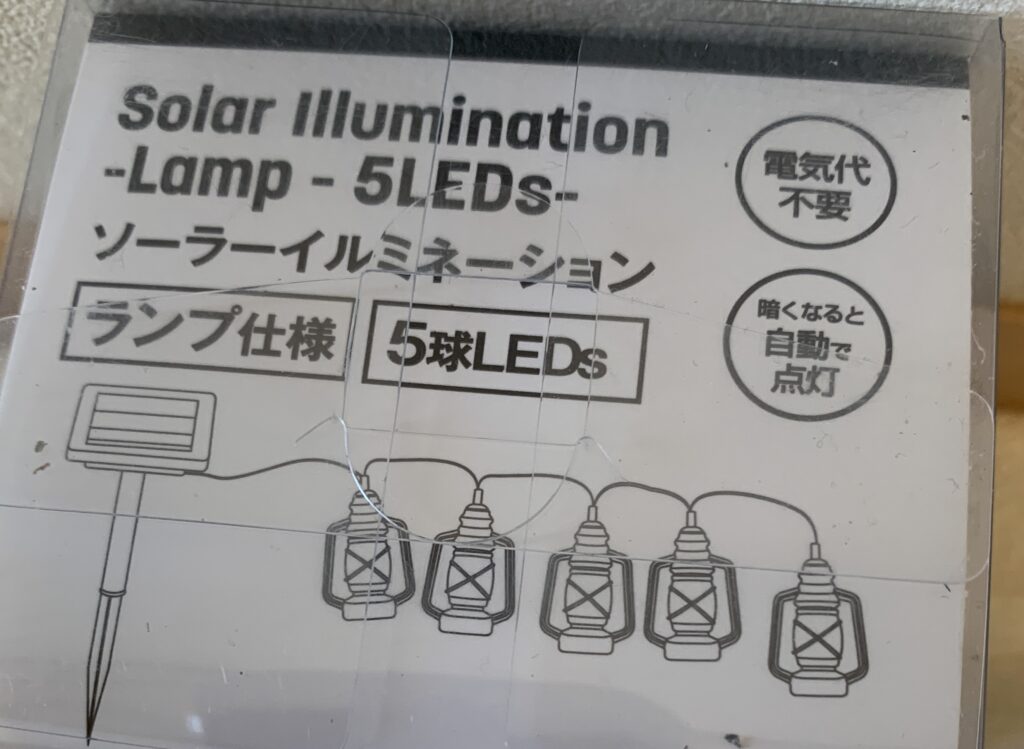 Solar Illumination
-Lamp - 5LEDs-
ソーラーイルミネーション
ランプ仕様
5球LEDs
電気代
不要
暗くなると
自動で
点灯